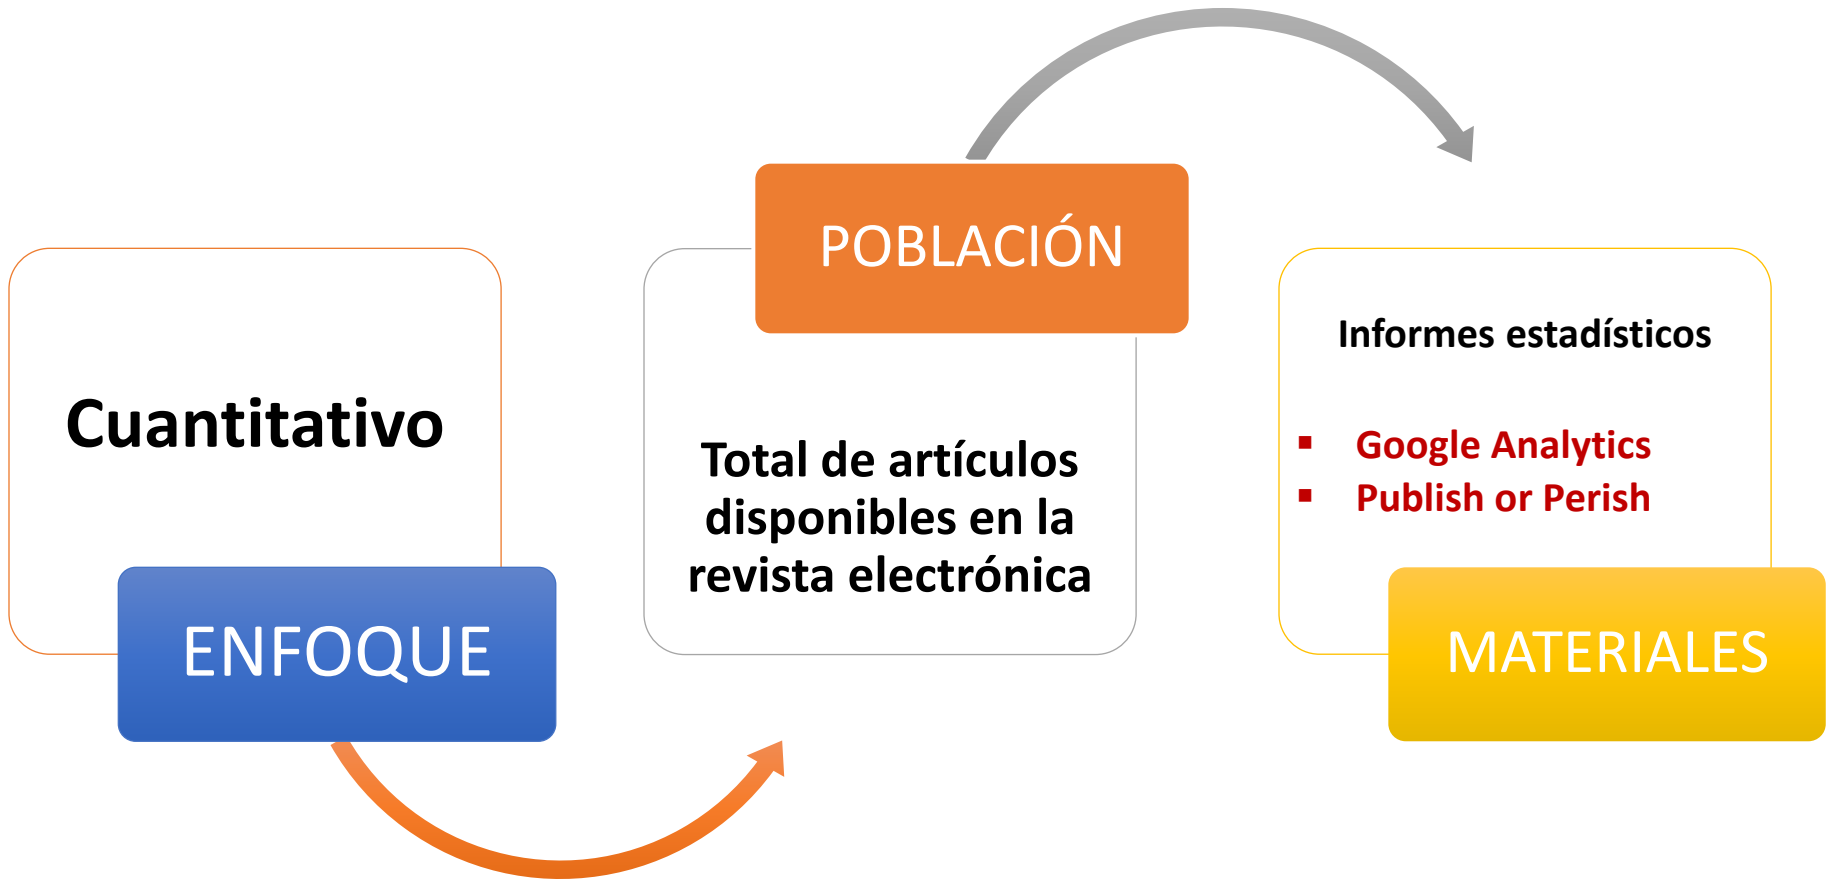 Cuantitativo
ENFOQUE
POBLACIÓN
Total de artículos
disponibles en la
revista electrónica
Informes estadísticos
▪ Google Analytics
▪ Publish or Perish
MATERIALES